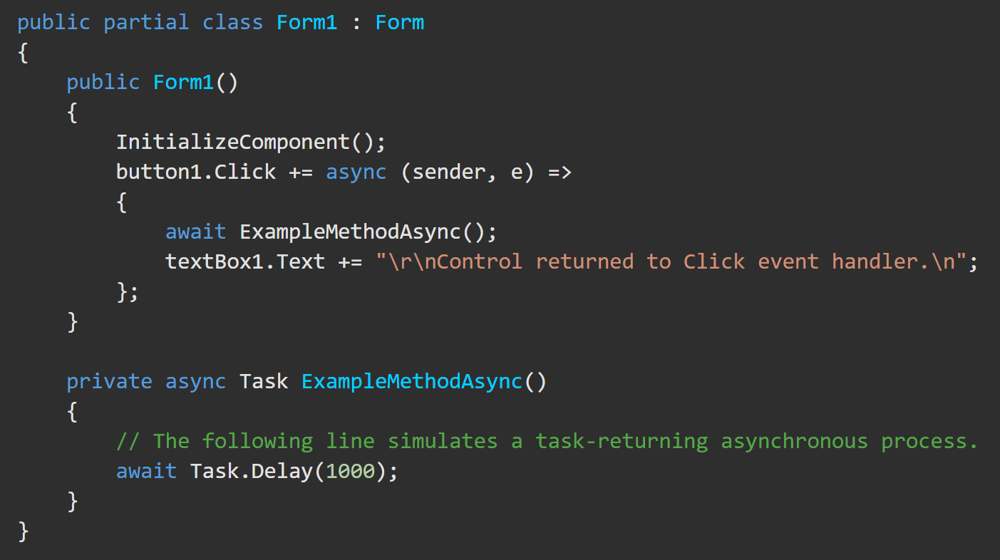 public partial class Form1 : Form
{
    public Form1()
    {
        InitializeComponent();
        button1.Click += async (sender, e) =>
        {
            await ExampleMethodAsync();
            textBox1.Text += "\r\nControl returned to Click event handler.\n";
        };
    }

    private async Task ExampleMethodAsync()
    {
        // The following line simulates a task-returning asynchronous process.
        await Task.Delay(1000);
    }
}